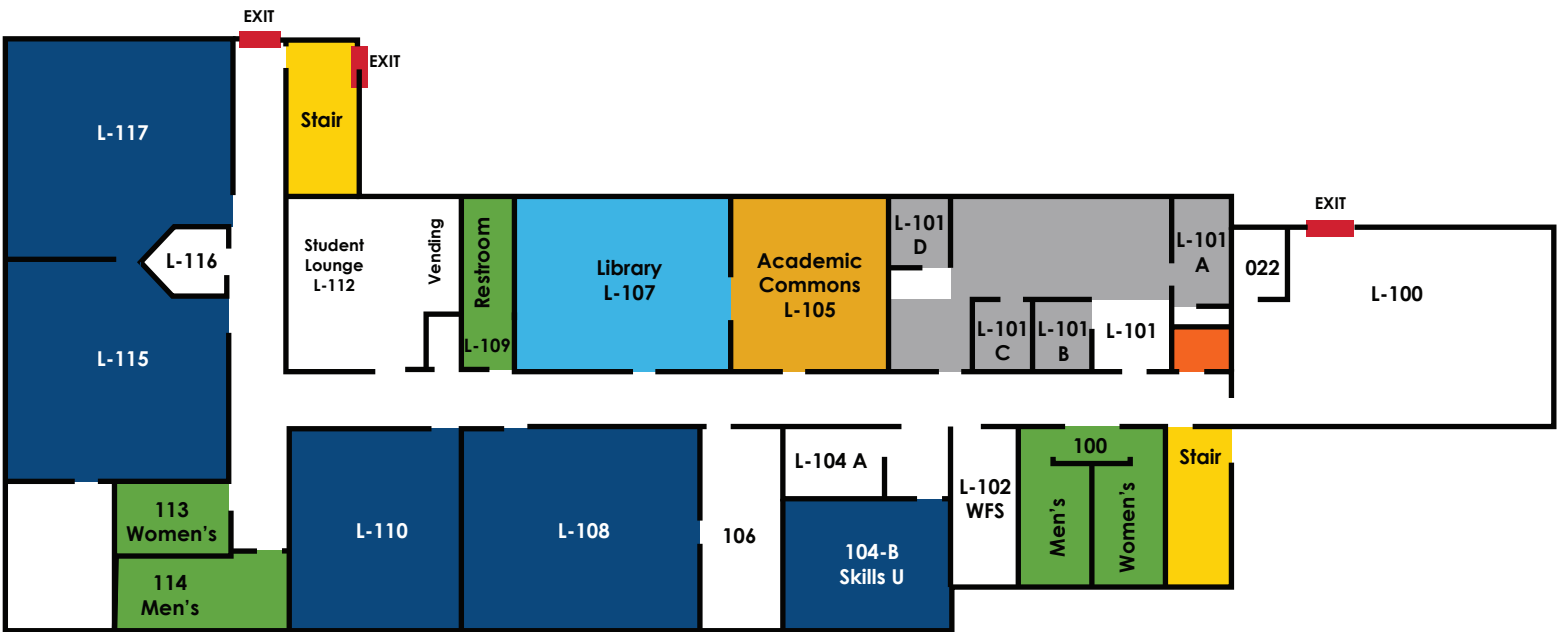 EXIT
EXIT
Stair
L-117
EXIT
L-101
D
L-101
A
Student
Lounge
L-112
Vending
Restroom
L-109
Library
L-107
Academic
Commons
L-105
L-116
022
L-100
L-115
L-101
C
L-101
B
L-101
100
Stair
L-104 A
L-102
WFS
Men's
Women's
113
Women's
L-110
L-108
106
104-B
Skills U
114
Men's